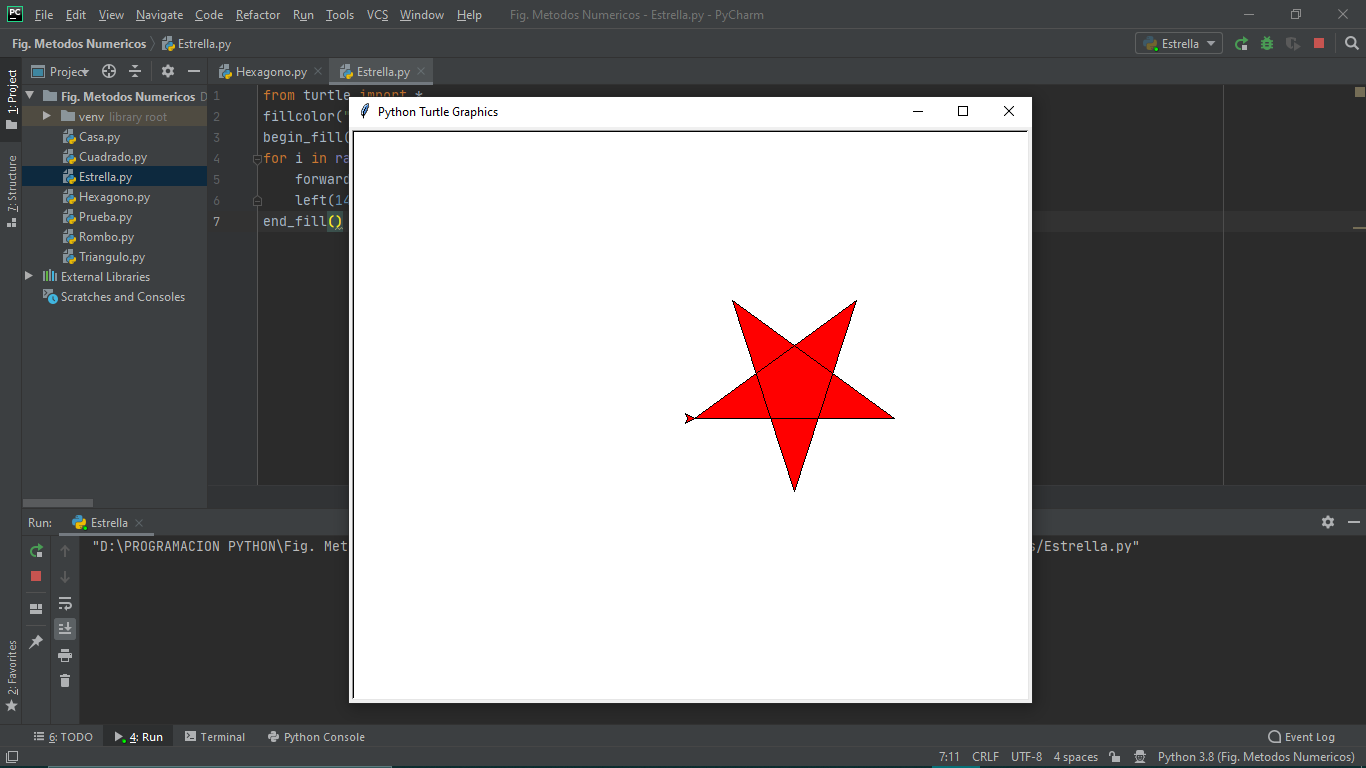 PC File Edit View Navigate Code Refactor Run Tools VCS Window Help Fig. Metodos Numericos - Estrella.py - PyCharm
Fig. Metodos Numericos Estrella.py Estrella
1: Project
Project Hexagono.py Estrella.py
Fig. Metodos Numericos D
venv library root
Casa.py
Cuadrado.py
Estrella.py
Hexagono.py
Prueba.py
Rombo.py
Triangulo.py
External Libraries
Scratches and Consoles
7: Structure
1 from turtle import *
2 fillcolor("
3 begin_fill(
4 for i in ra
5 forward
6 left(14
7 end_fill()
Python Turtle Graphics
Run: Estrella
"D:\PROGRAMACION PYTHON\Fig. Met
s/Estrella.py"
2: Favorites
6: TODO 4: Run Terminal Python Console Event Log
7:11 CRLF UTF-8 4 spaces Python 3.8 (Fig. Metodos Numericos)